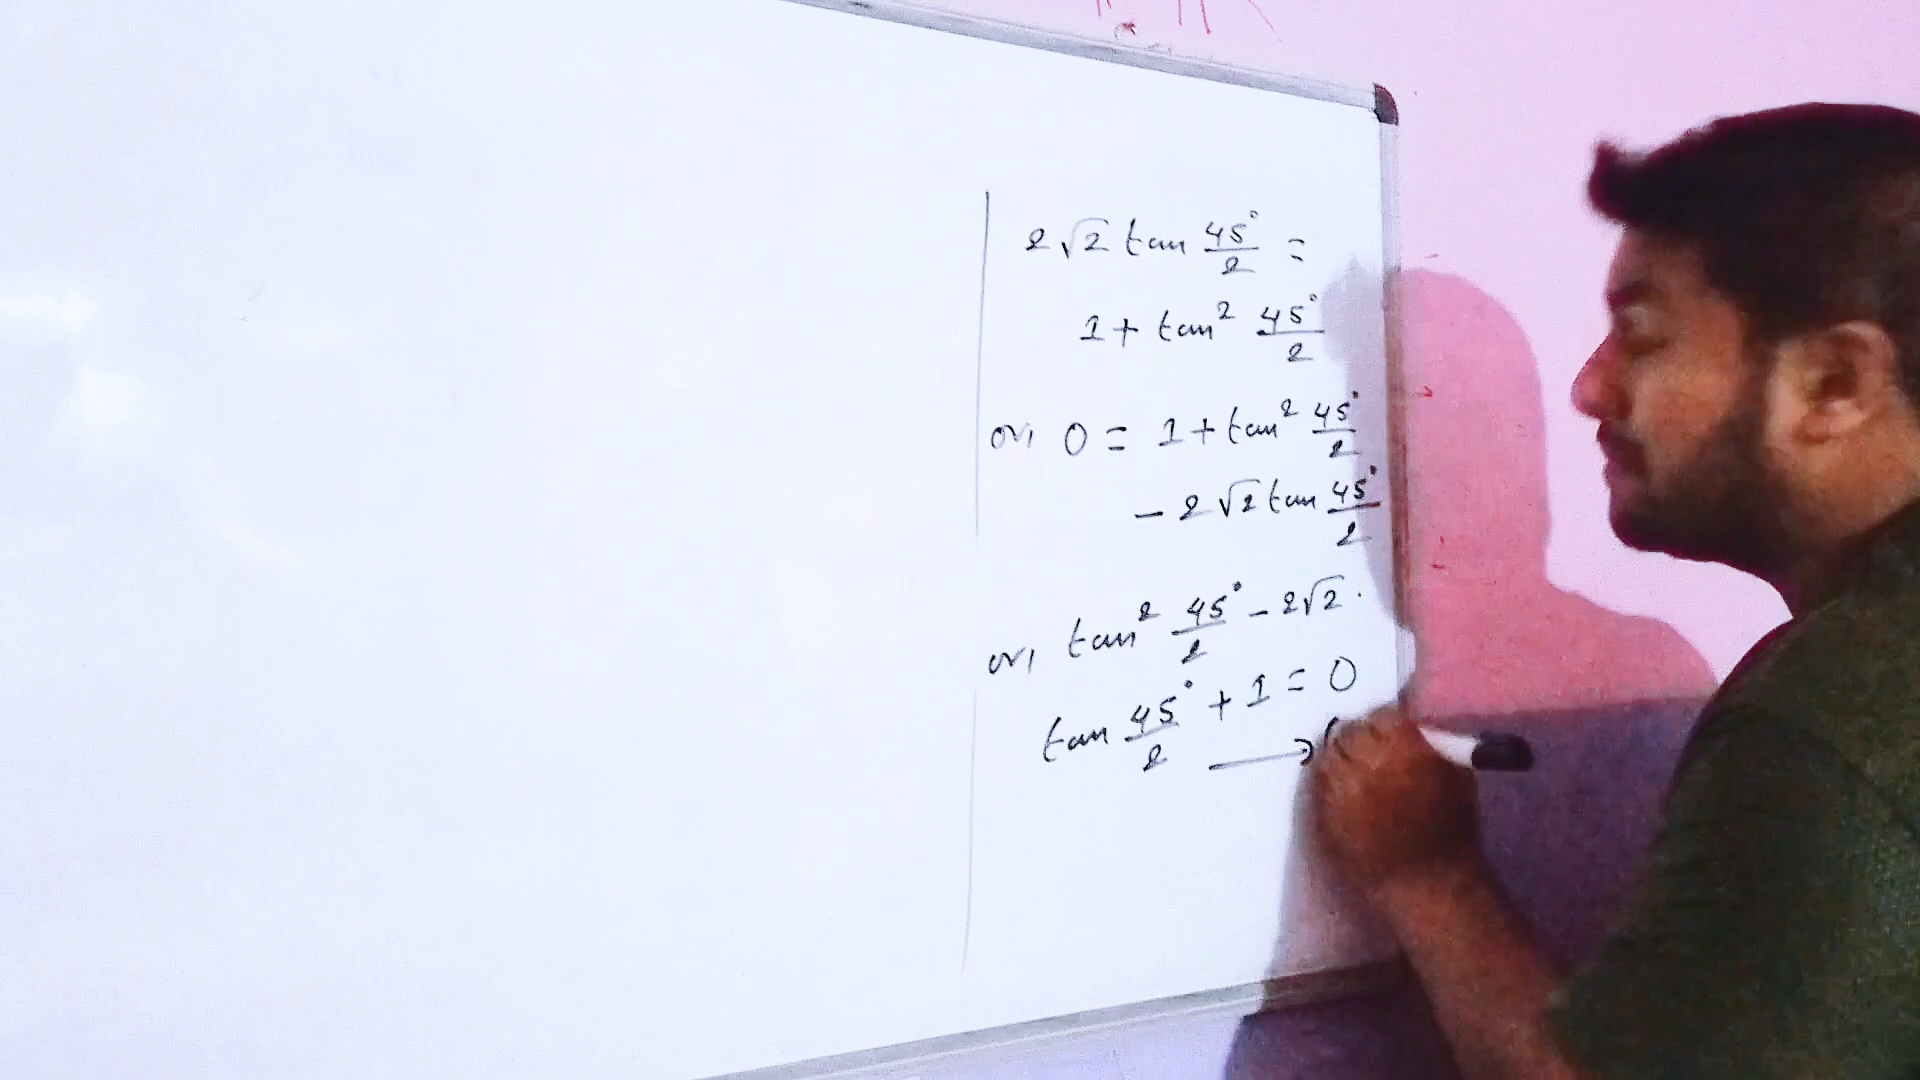 2√2 tan 45°/2 =
1 + tan² 45°/2
or, 0 = 1 + tan² 45°/2
- 2√2 tan 45°/2
or, tan² 45°/2 - 2√2 .
tan 45°/2 + 1 = 0
→ (